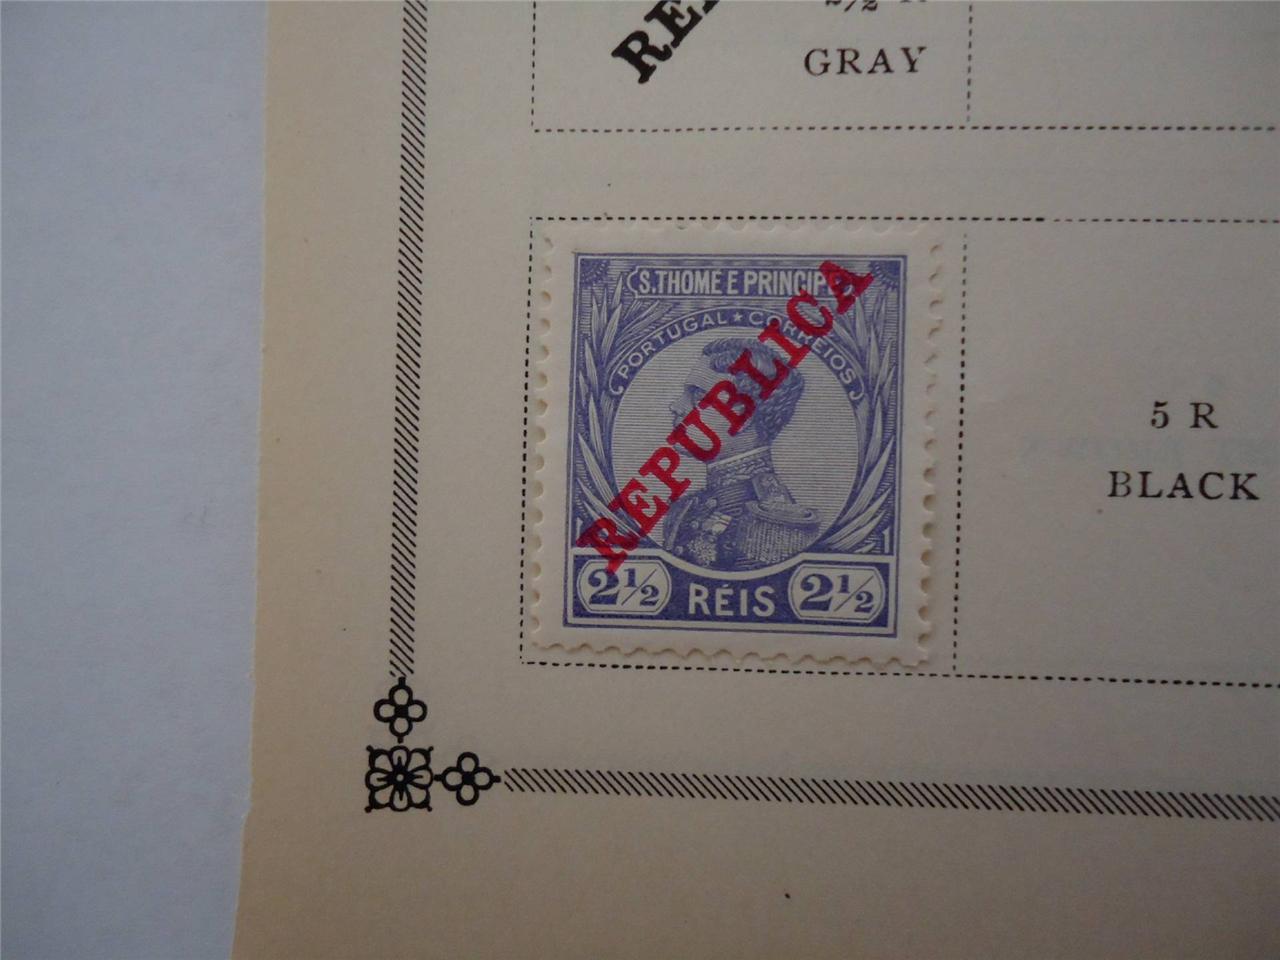 GRAY
S.THOME E PRINCIPE
PORTUGAL ★ CORREIOS
REPUBLICA
2½ RÉIS 2½
5 R
BLACK